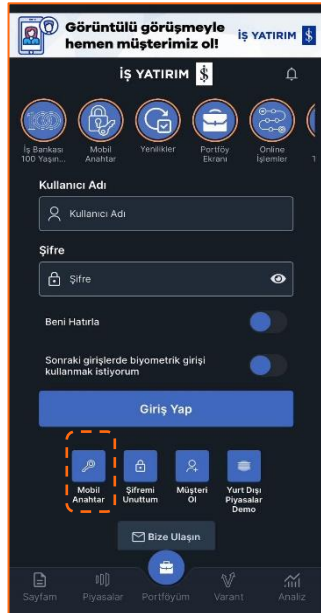 Görüntülü görüşmeyle
hemen müşterimiz ol!
İŞ YATIRIM
İŞ YATIRIM
İş Bankası
100 Yaşın...
Mobil
Anahtar
Yenilikler
Portföy
Ekranı
Online
İşlemler
1
Kullanıcı Adı
Kullanıcı Adı
Şifre
Şifre
Beni Hatırla
Sonraki girişlerde biyometrik girişi
kullanmak istiyorum
Giriş Yap
Mobil
Anahtar
Şifremi
Unuttum
Müşteri
Ol
Yurt Dışı
Piyasalar
Demo
Bize Ulaşın
Sayfam
Piyasalar
Portföyüm
Varant
Analiz